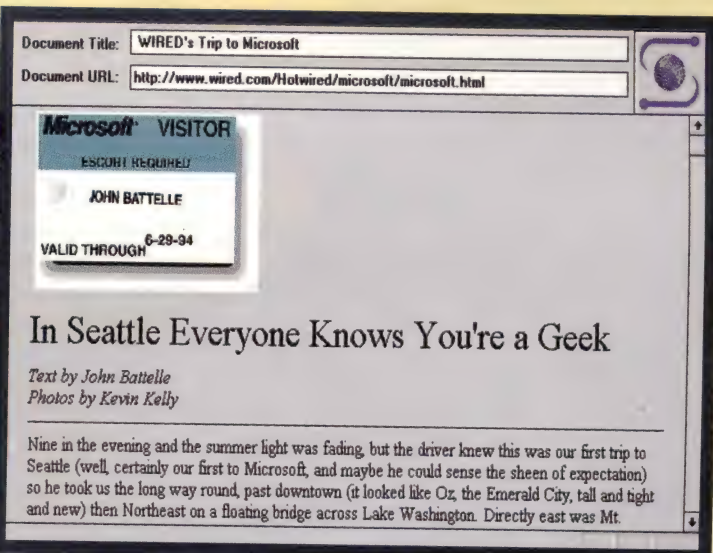 Document Title: WIRED's Trip to Microsoft
Document URL: http://www.wired.com/Hotwired/microsoft/microsoft.html
Microsoft VISITOR
ESCORT REQUIRED
JOHN BATTELLE
VALID THROUGH 6-29-94
In Seattle Everyone Knows You're a Geek
Text by John Battelle
Photos by Kevin Kelly
Nine in the evening and the summer light was fading, but the driver knew this was our first trip to
Seattle (well, certainly our first to Microsoft, and maybe he could sense the sheen of expectation)
so he took us the long way round, past downtown (it looked like Oz, the Emerald City, tall and tight
and new) then Northeast on a floating bridge across Lake Washington. Directly east was Mt.